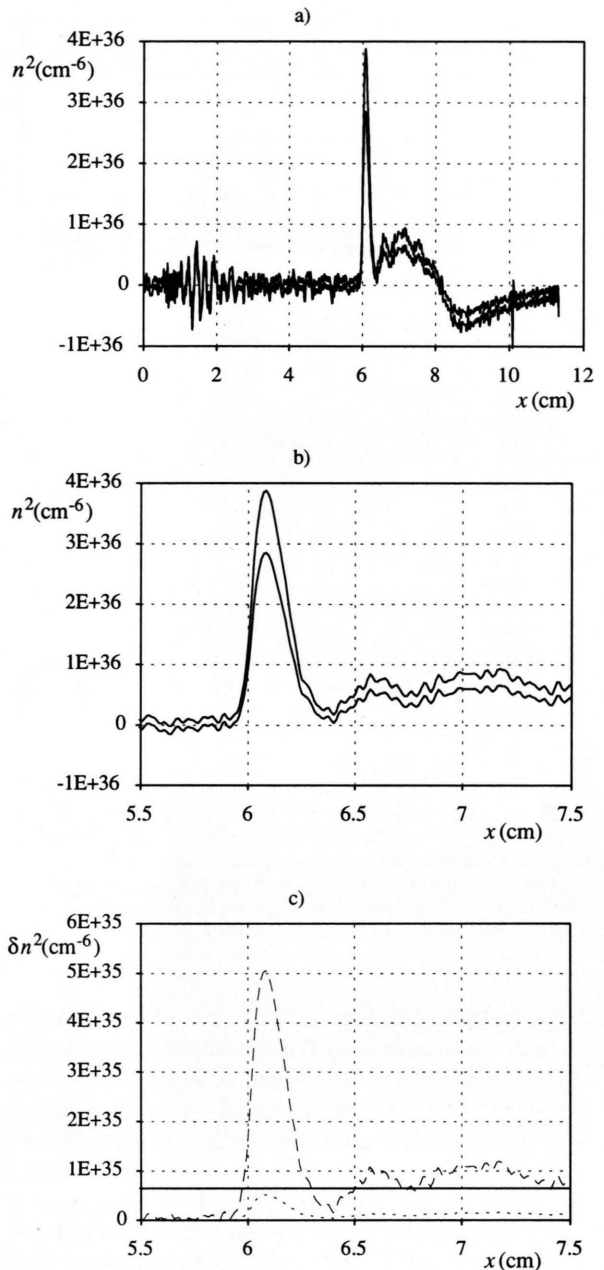 a)
n²(cm⁻⁶)
4E+36
3E+36
2E+36
1E+36
0
-1E+36
0 2 4 6 8 10 12
x (cm)
b)
n²(cm⁻⁶)
4E+36
3E+36
2E+36
1E+36
0
-1E+36
5.5 6 6.5 7 7.5
x (cm)
c)
δn²(cm⁻⁶)
6E+35
5E+35
4E+35
3E+35
2E+35
1E+35
0
5.5 6 6.5 7 7.5
x (cm)